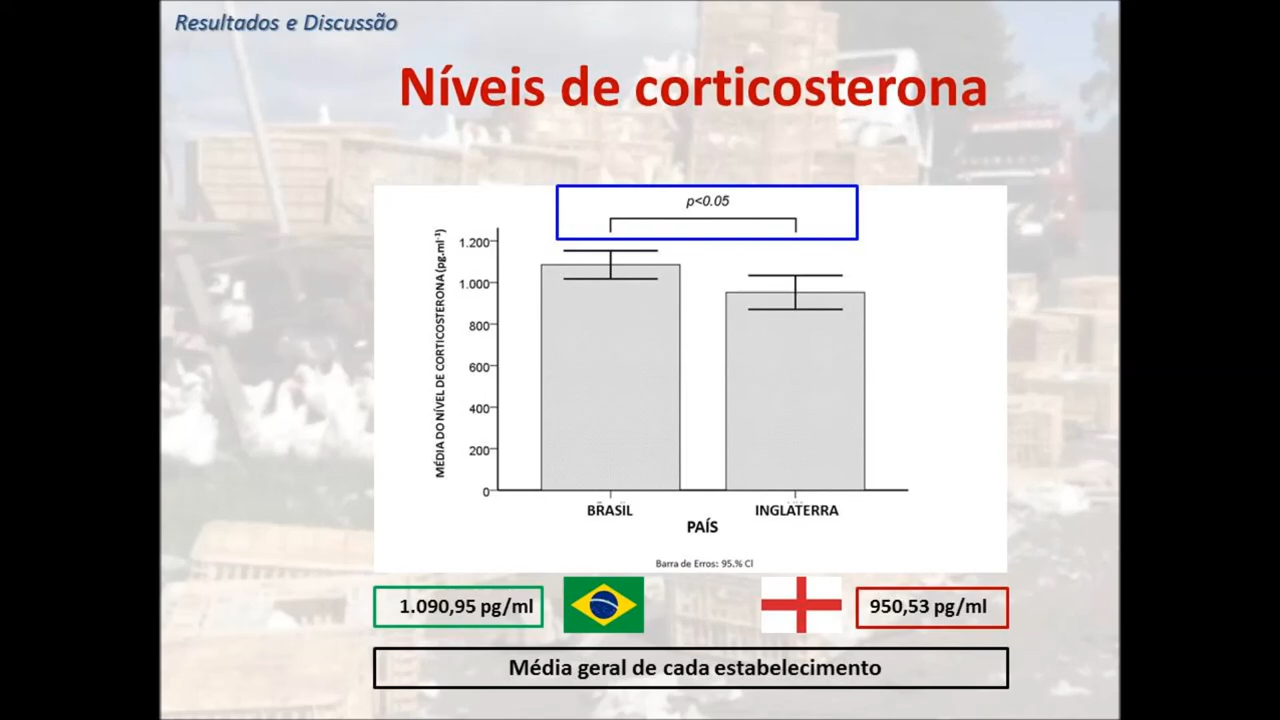 Resultados e Discussão
Níveis de corticosterona
p<0.05
MÉDIA DO NÍVEL DE CORTICOSTERONA (pg.ml⁻¹)
1.200
1.000
800
600
400
200
0
BRASIL
INGLATERRA
PAÍS
Barra de Erros: 95.% CI
1.090,95 pg/ml
950,53 pg/ml
Média geral de cada estabelecimento